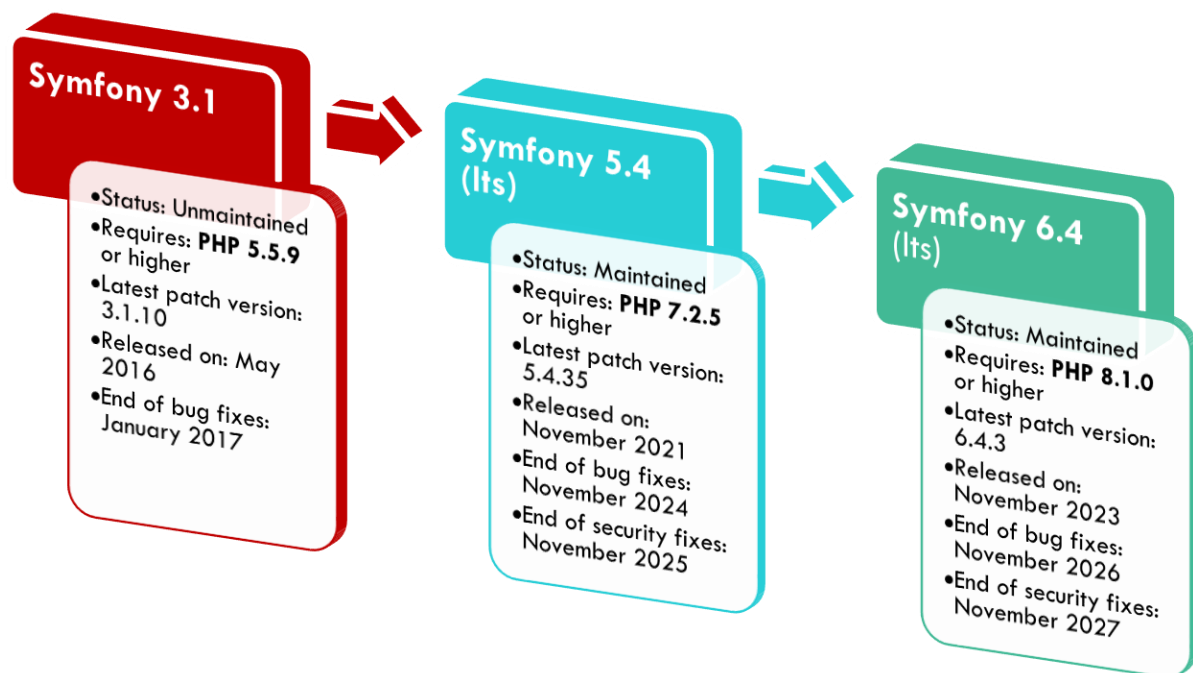 Symfony 3.1
•Status: Unmaintained
•Requires: PHP 5.5.9
or higher
•Latest patch version:
3.1.10
•Released on: May
2016
•End of bug fixes:
January 2017
Symfony 5.4
(lts)
•Status: Maintained
•Requires: PHP 7.2.5
or higher
•Latest patch version:
5.4.35
•Released on:
November 2021
•End of bug fixes:
November 2024
•End of security fixes:
November 2025
Symfony 6.4
(lts)
•Status: Maintained
•Requires: PHP 8.1.0
or higher
•Latest patch version:
6.4.3
•Released on:
November 2023
•End of bug fixes:
November 2026
•End of security fixes:
November 2027